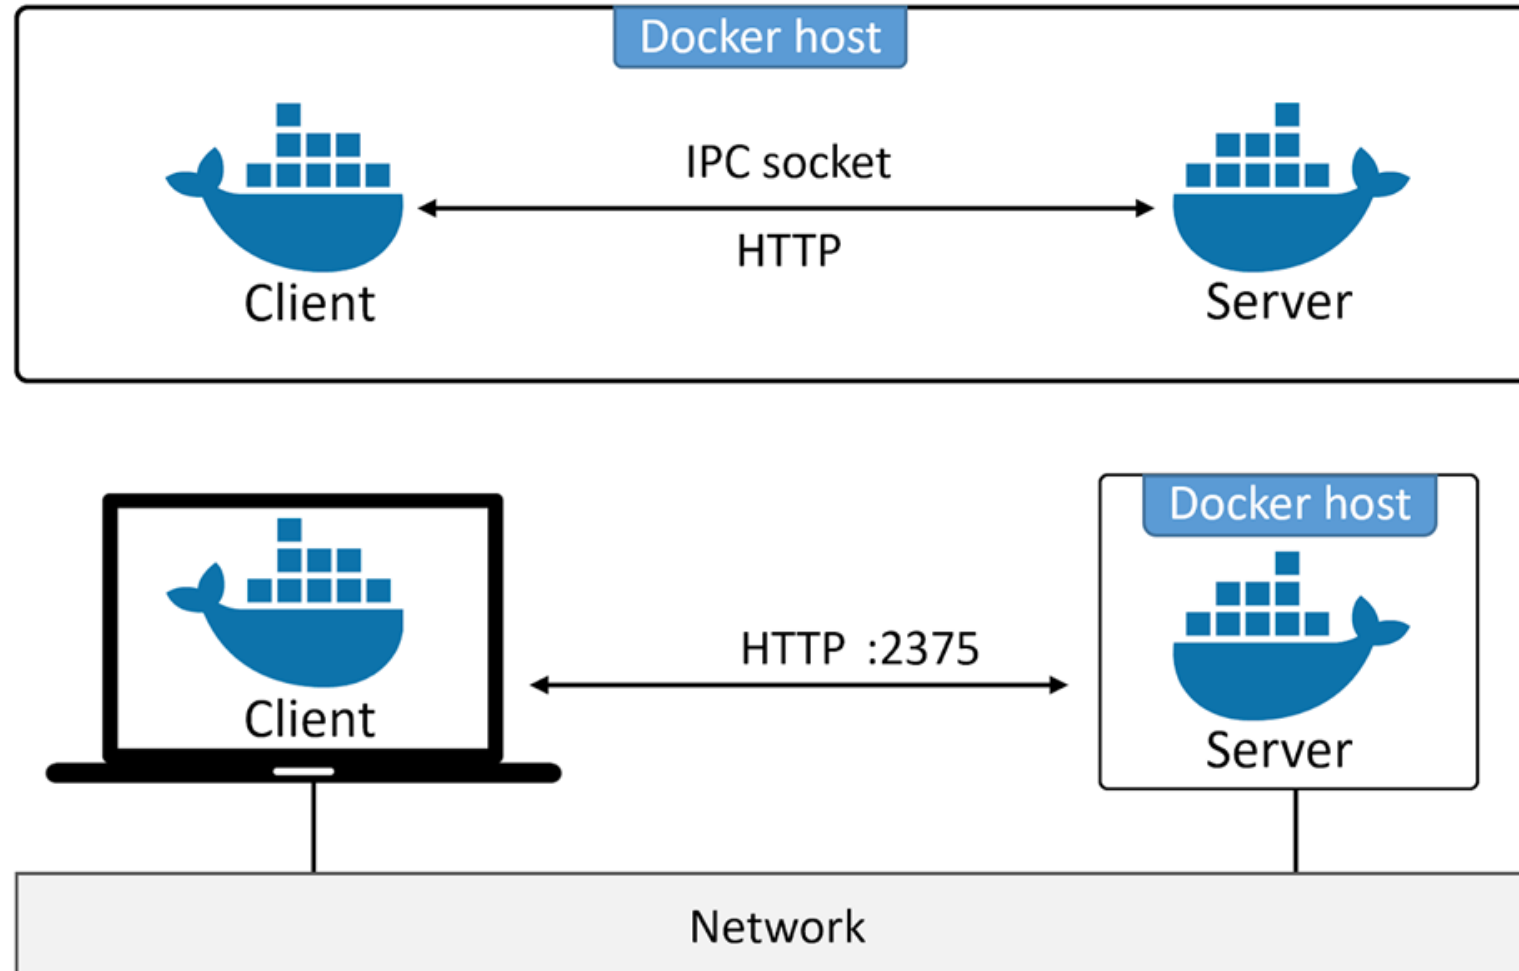 Docker host
IPC socket
HTTP
Client
Server
Docker host
HTTP :2375
Client
Server
Network